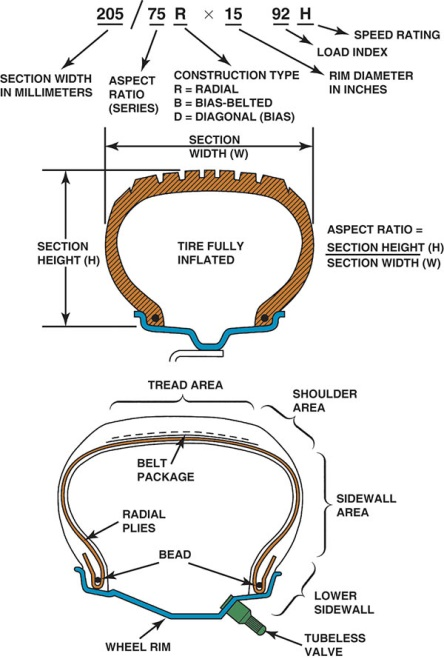 205 / 75 R × 15 92 H
SPEED RATING
LOAD INDEX
SECTION WIDTH
IN MILLIMETERS
ASPECT
RATIO
(SERIES)
CONSTRUCTION TYPE
R = RADIAL
B = BIAS-BELTED
D = DIAGONAL (BIAS)
RIM DIAMETER
IN INCHES
SECTION
WIDTH (W)
SECTION
HEIGHT (H)
TIRE FULLY
INFLATED
ASPECT RATIO =
SECTION HEIGHT (H)
SECTION WIDTH (W)
TREAD AREA
SHOULDER
AREA
BELT
PACKAGE
SIDEWALL
AREA
RADIAL
PLIES
BEAD
LOWER
SIDEWALL
WHEEL RIM
TUBELESS
VALVE